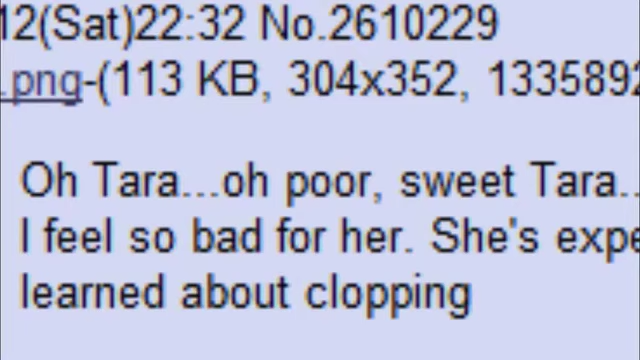 12(Sat)22:32 No.2610229
.png-(113 KB, 304x352, 133589
Oh Tara...oh poor, sweet Tara..
I feel so bad for her. She's expe
learned about clopping